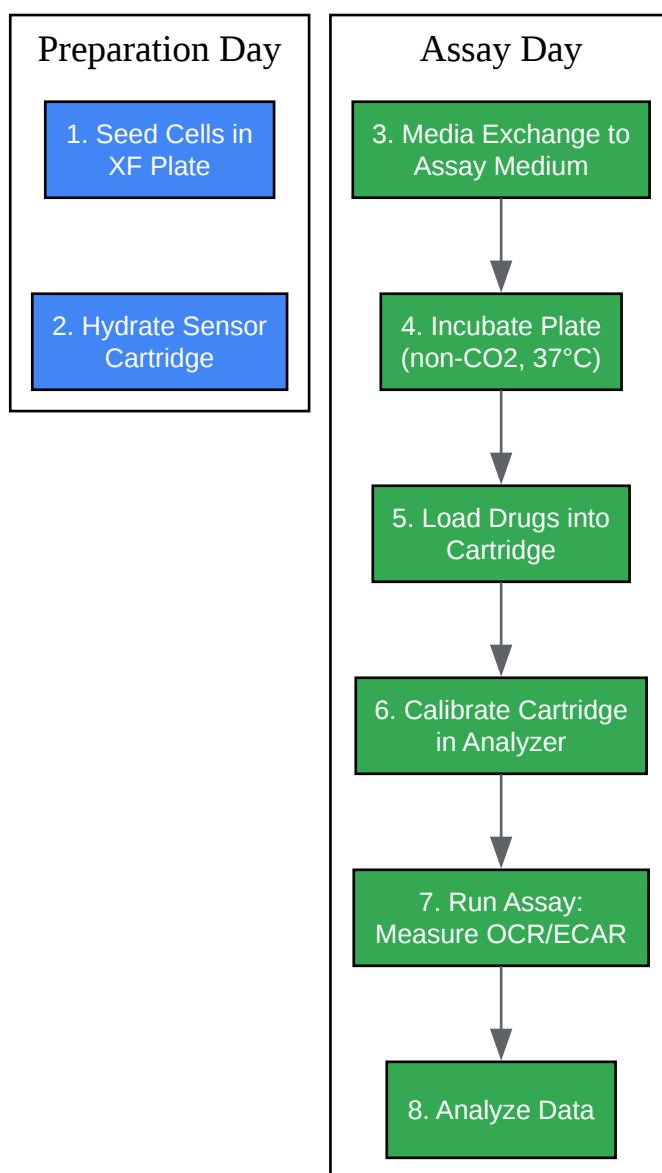 Preparation Day
1. Seed Cells in
XF Plate
2. Hydrate Sensor
Cartridge
Assay Day
3. Media Exchange to
Assay Medium
4. Incubate Plate
(non-CO2, 37°C)
5. Load Drugs into
Cartridge
6. Calibrate Cartridge
in Analyzer
7. Run Assay:
Measure OCR/ECAR
8. Analyze Data